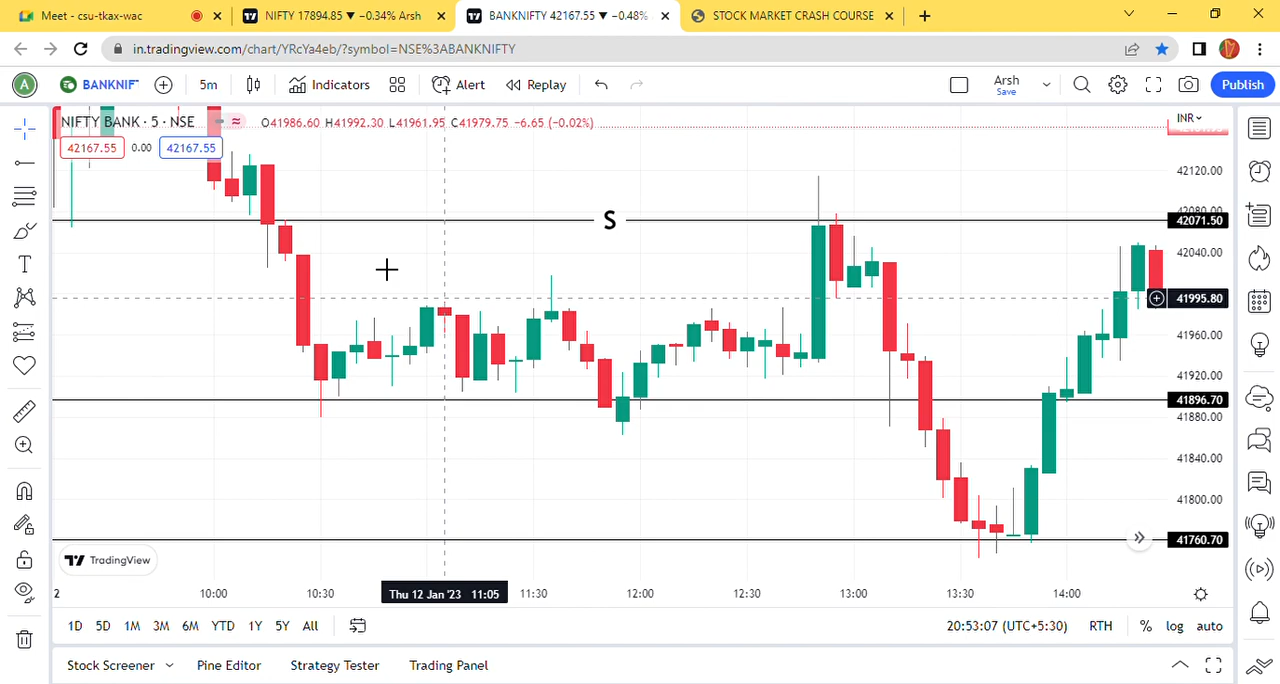 Meet - csu-tkax-wac
NIFTY 17894.85 ▼ −0.34% Arsh
BANKNIFTY 42167.55 ▼ −0.48%
STOCK MARKET CRASH COURSE
in.tradingview.com/chart/YRcYa4eb/?symbol=NSE%3ABANKNIFTY
A
BANKNIF
5m
Indicators
Alert
Replay
Arsh
Save
Publish
NIFTY BANK · 5 · NSE
O41986.60 H41992.30 L41961.95 C41979.75 −6.65 (−0.02%)
INR
42167.55 0.00 42167.55
42120.00
42080.00
S
42071.50
42040.00
41995.80
41960.00
41920.00
41896.70
41880.00
41840.00
41800.00
41760.70
TradingView
2 10:00 10:30 Thu 12 Jan '23 11:05 11:30 12:00 12:30 13:00 13:30 14:00
1D 5D 1M 3M 6M YTD 1Y 5Y All
20:53:07 (UTC+5:30) RTH % log auto
Stock Screener Pine Editor Strategy Tester Trading Panel